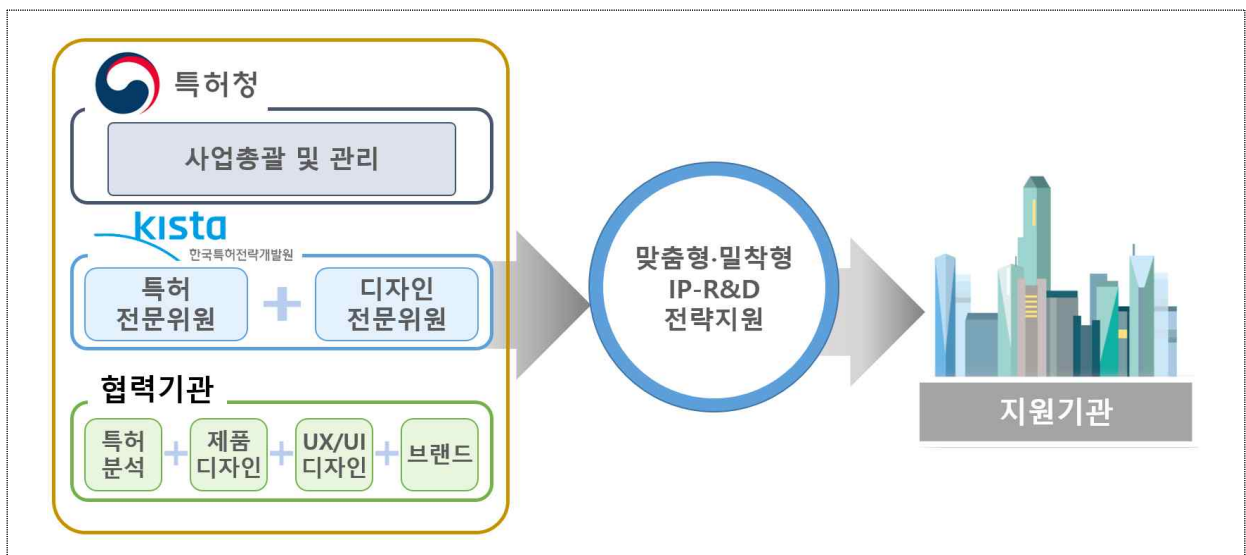 특허청
사업총괄 및 관리
kista
한국특허전략개발원
특허
전문위원
+
디자인
전문위원
협력기관
특허
분석
+
제품
디자인
+
UX/UI
디자인
+
브랜드
맞춤형·밀착형
IP-R&D
전략지원
지원기관